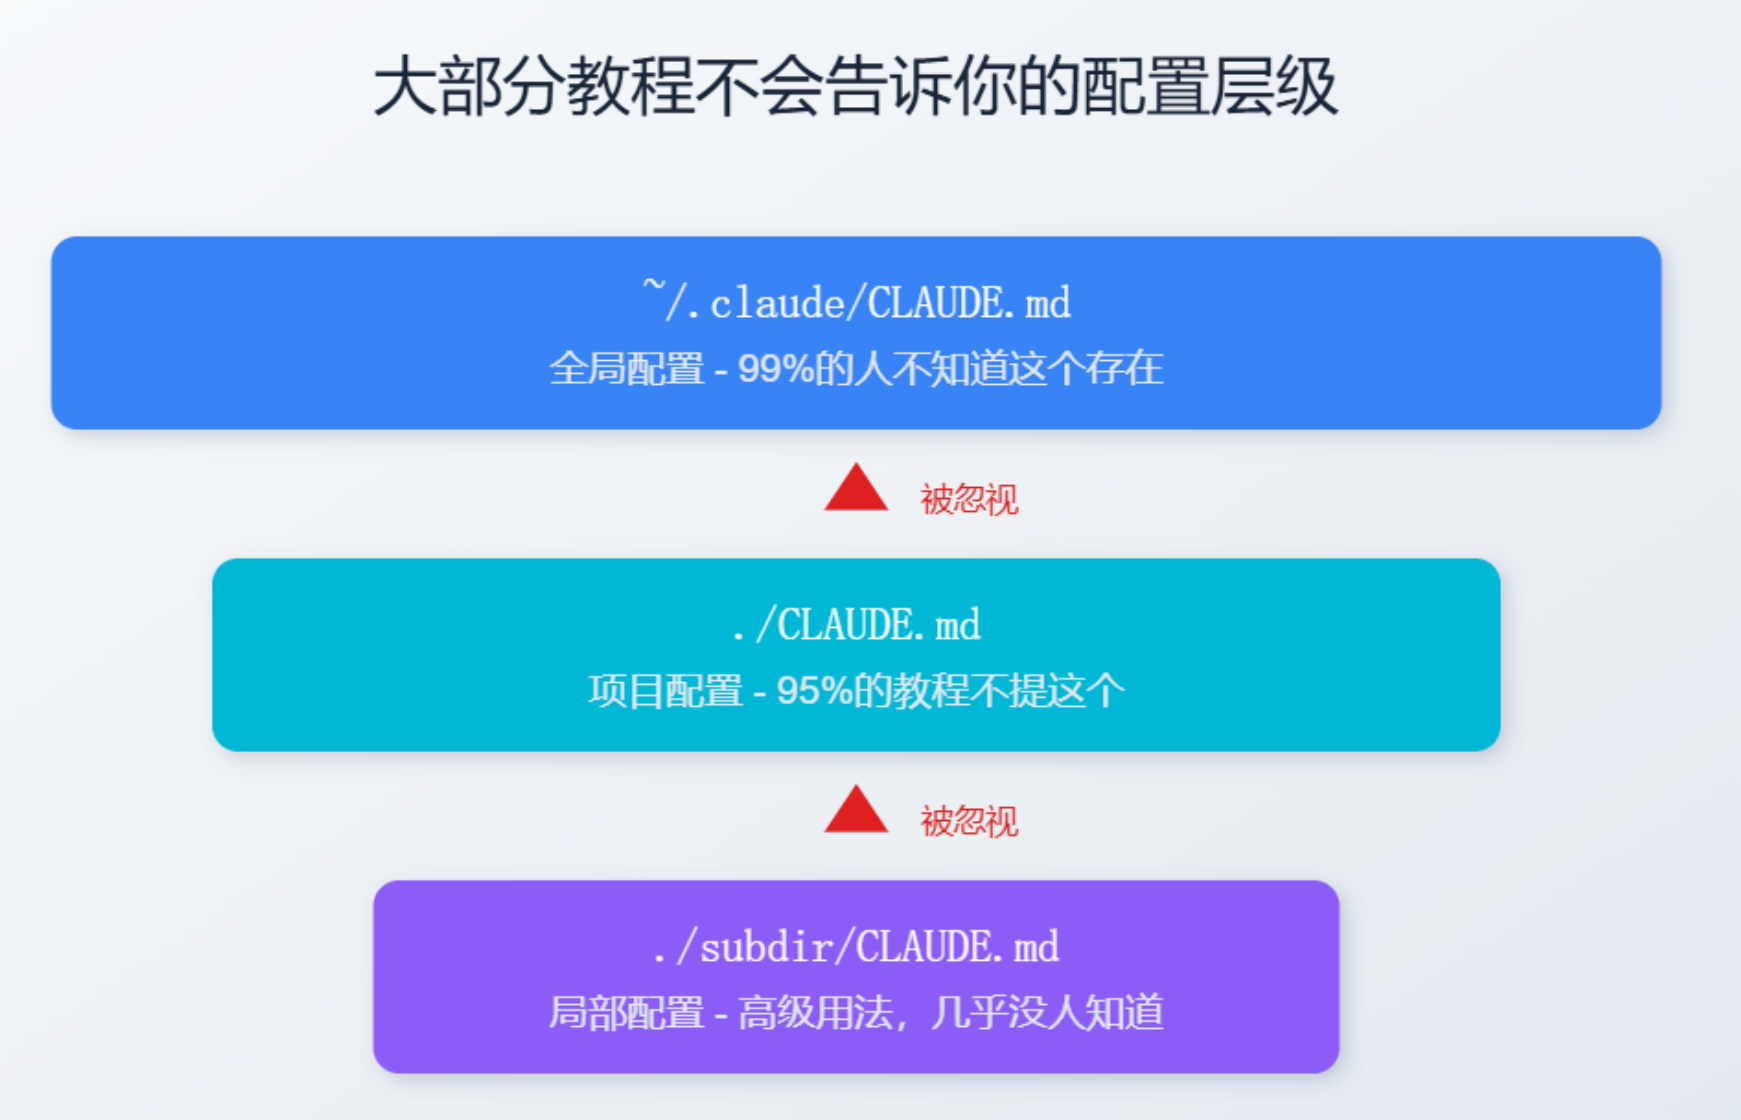 大部分教程不会告诉你的配置层级
~/.claude/CLAUDE.md
全局配置 - 99%的人不知道这个存在
被忽视
./CLAUDE.md
项目配置 - 95%的教程不提这个
被忽视
./subdir/CLAUDE.md
局部配置 - 高级用法，几乎没人知道